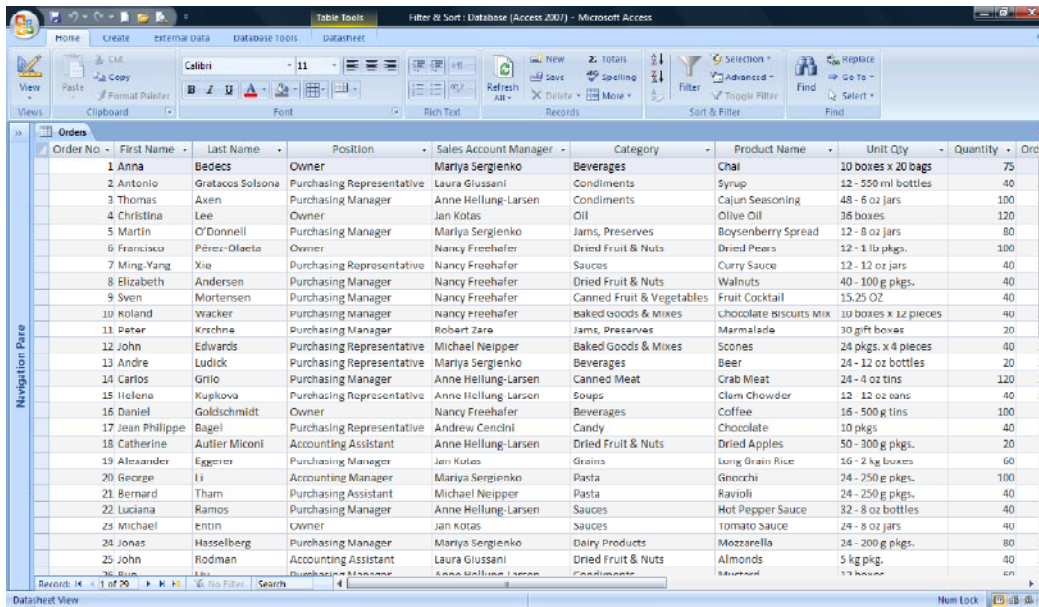 Table Tools
Filter & Sort : Database (Access 2007) - Microsoft Access
Home Create External Data Database Tools Datasheet
View
Views
Paste
Cut
Copy
Format Painter
Clipboard
Calibri 11
B I U A
Font
Rich Text
Refresh All
New
Save
Delete
Totals
Spelling
More
Records
Filter
Selection
Advanced
Toggle Filter
Sort & Filter
Find
Replace
Go To
Select
Find
Navigation Pane
Orders
Order No First Name Last Name Position Sales Account Manager Category Product Name Unit Qty Quantity Ord
1 Anna Bedecs Owner Mariya Sergienko Beverages Chai 10 boxes x 20 bags 75
2 Antonio Gratacos Solsona Purchasing Representative Laura Giussani Condiments Syrup 12 - 550 ml bottles 40
3 Thomas Axen Purchasing Manager Anne Hellung-Larsen Condiments Cajun Seasoning 48 - 6 oz jars 100
4 Christina Lee Owner Jan Kotas Oil Olive Oil 36 boxes 120
5 Martin O'Donnell Purchasing Manager Mariya Sergienko Jams, Preserves Boysenberry Spread 12 - 8 oz jars 80
6 Francisco Pérez-Olaeta Owner Nancy Freehafer Dried Fruit & Nuts Dried Pears 12 - 1 lb pkgs. 100
7 Ming-Yang Xie Purchasing Representative Nancy Freehafer Sauces Curry Sauce 12 - 12 oz jars 40
8 Elizabeth Andersen Purchasing Manager Nancy Freehafer Dried Fruit & Nuts Walnuts 40 - 100 g pkgs. 40
9 Sven Mortensen Purchasing Manager Nancy Freehafer Canned Fruit & Vegetables Fruit Cocktail 15.25 OZ 40
10 Roland Wacker Purchasing Manager Nancy Freehafer Baked Goods & Mixes Chocolate Biscuits Mix 10 boxes x 12 pieces 40
11 Peter Krschne Purchasing Manager Robert Zare Jams, Preserves Marmalade 30 gift boxes 20
12 John Edwards Purchasing Representative Michael Neipper Baked Goods & Mixes Scones 24 pkgs. x 4 pieces 40
13 Andre Ludick Purchasing Representative Mariya Sergienko Beverages Beer 24 - 12 oz bottles 20
14 Carlos Grilo Purchasing Manager Anne Hellung-Larsen Canned Meat Crab Meat 24 - 4 oz tins 120
15 Helena Kupkova Purchasing Representative Anne Hellung-Larsen Soups Clam Chowder 12 - 12 oz cans 40
16 Daniel Goldschmidt Owner Nancy Freehafer Beverages Coffee 16 - 500 g tins 100
17 Jean Philippe Bagel Purchasing Representative Andrew Cencini Candy Chocolate 10 pkgs 40
18 Catherine Autier Miconi Accounting Assistant Anne Hellung-Larsen Dried Fruit & Nuts Dried Apples 50 - 300 g pkgs. 20
19 Alexander Eggerer Purchasing Manager Jan Kotas Grains Long Grain Rice 16 - 2 kg boxes 60
20 George Li Accounting Manager Mariya Sergienko Pasta Gnocchi 24 - 250 g pkgs. 100
21 Bernard Tham Purchasing Assistant Michael Neipper Pasta Ravioli 24 - 250 g pkgs. 40
22 Luciana Ramos Purchasing Manager Anne Hellung-Larsen Sauces Hot Pepper Sauce 32 - 8 oz bottles 40
23 Michael Entin Owner Jan Kotas Sauces Tomato Sauce 24 - 8 oz jars 40
24 Jonas Hasselberg Purchasing Manager Mariya Sergienko Dairy Products Mozzarella 24 - 200 g pkgs. 80
25 John Rodman Accounting Assistant Laura Giussani Dried Fruit & Nuts Almonds 5 kg pkg. 40
26 Run Liu Purchasing Manager Anne Hellung-Larsen Condiments Mustard 12 boxes 60
Record: 1 of 29 No Filter Search
Datasheet View
Num Lock